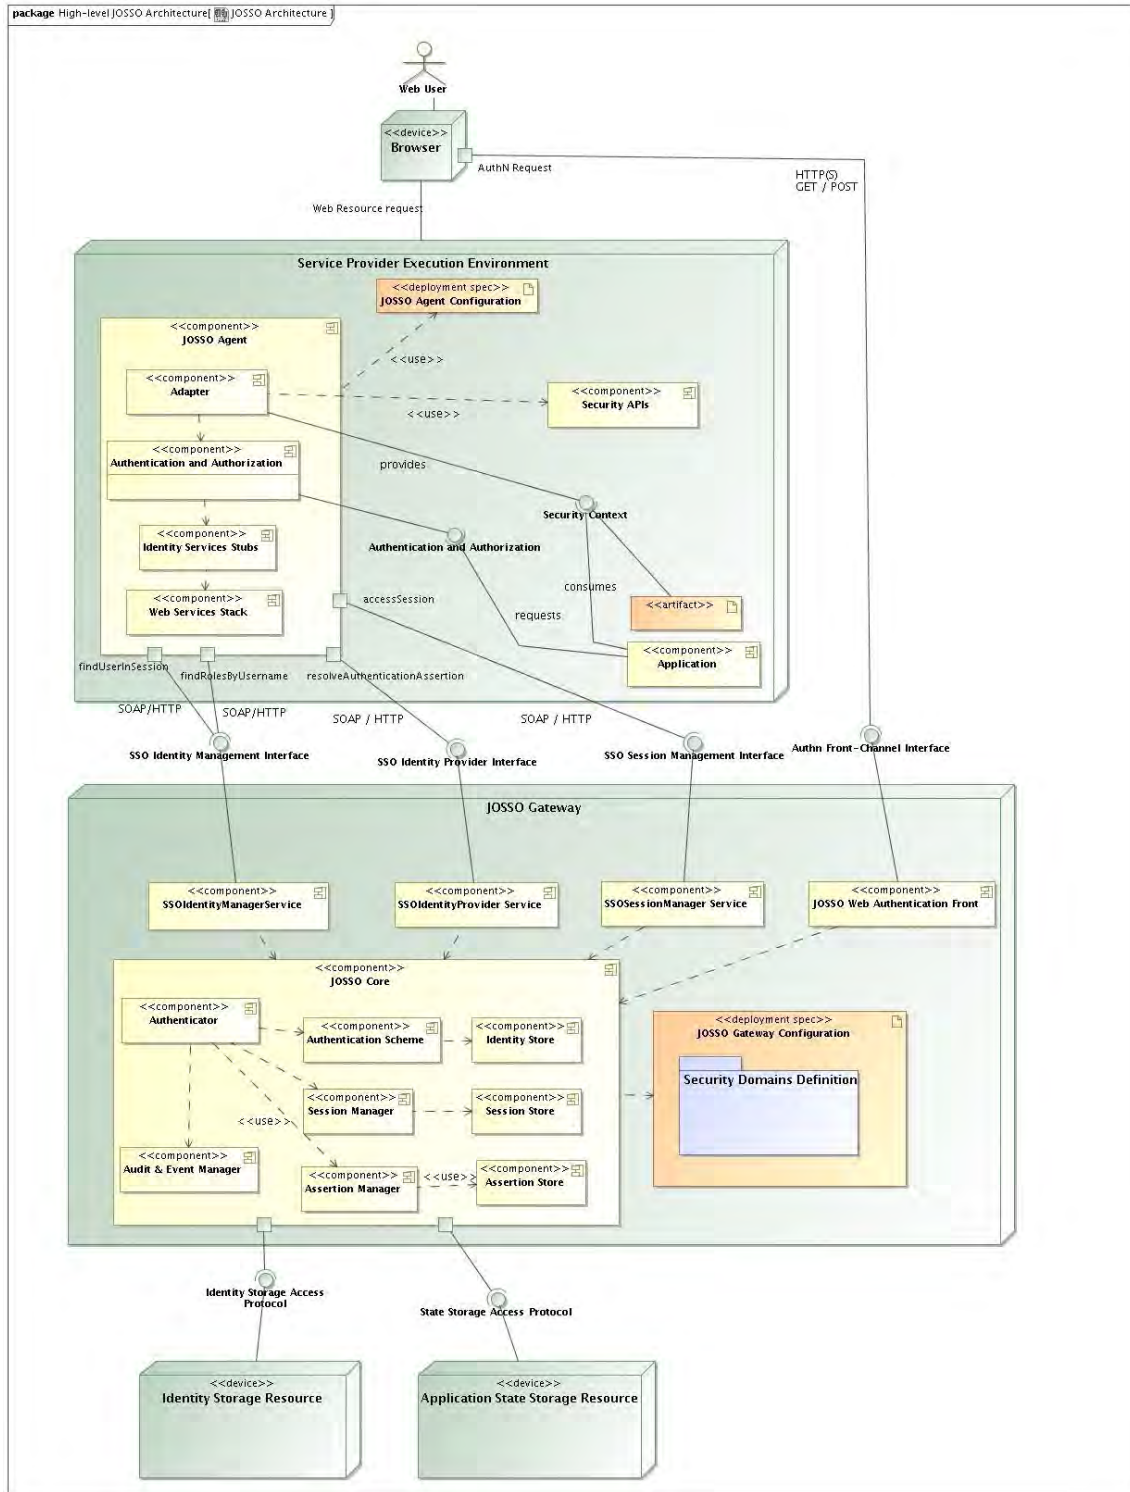 package High-level JOSSO Architecture[ JOSSO Architecture ]
Web User
<<device>>
Browser
AuthN Request
HTTP(S)
GET / POST
Web Resource request
Service Provider Execution Environment
<<deployment spec>>
JOSSO Agent Configuration
<<component>>
JOSSO Agent
<<use>>
<<component>>
Adapter
<<component>>
Security APIs
<<use>>
<<component>>
Authentication and Authorization
provides
Security Context
<<component>>
Identity Services Stubs
Authentication and Authorization
consumes
<<component>>
Web Services Stack
accessSession
requests
<<artifact>>
<<component>>
Application
findUserInSession
findRolesByUsername
resolveAuthenticationAssertion
SOAP/HTTP
SOAP/HTTP
SOAP / HTTP
SOAP / HTTP
SSO Identity Management Interface
SSO Identity Provider Interface
SSO Session Management Interface
Authn Front-Channel Interface
JOSSO Gateway
<<component>>
SSOIdentityManagerService
<<component>>
SSOIdentityProvider Service
<<component>>
SSOSessionManager Service
<<component>>
JOSSO Web Authentication Front
<<component>>
JOSSO Core
<<component>>
Authenticator
<<component>>
Authentication Scheme
<<component>>
Identity Store
<<deployment spec>>
JOSSO Gateway Configuration
Security Domains Definition
<<component>>
Session Manager
<<component>>
Session Store
<<use>>
<<component>>
Audit & Event Manager
<<component>>
Assertion Manager
<<use>>
<<component>>
Assertion Store
Identity Storage Access
Protocol
State Storage Access Protocol
<<device>>
Identity Storage Resource
<<device>>
Application State Storage Resource